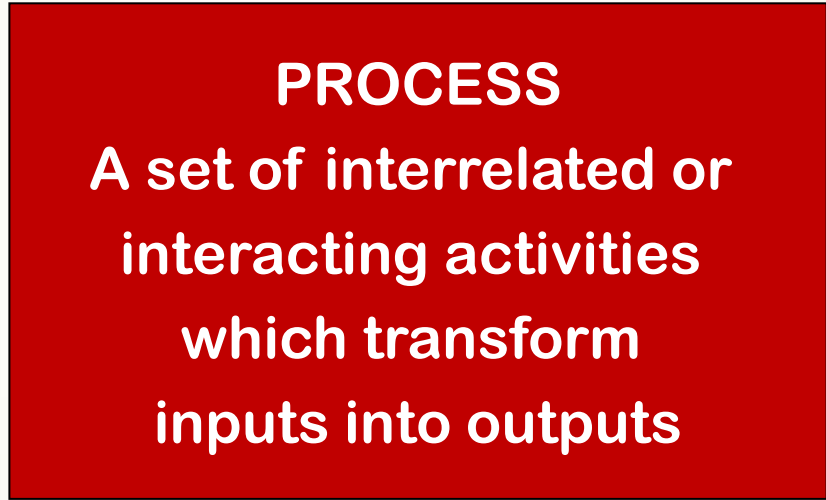 PROCESS
A set of interrelated or
interacting activities
which transform
inputs into outputs